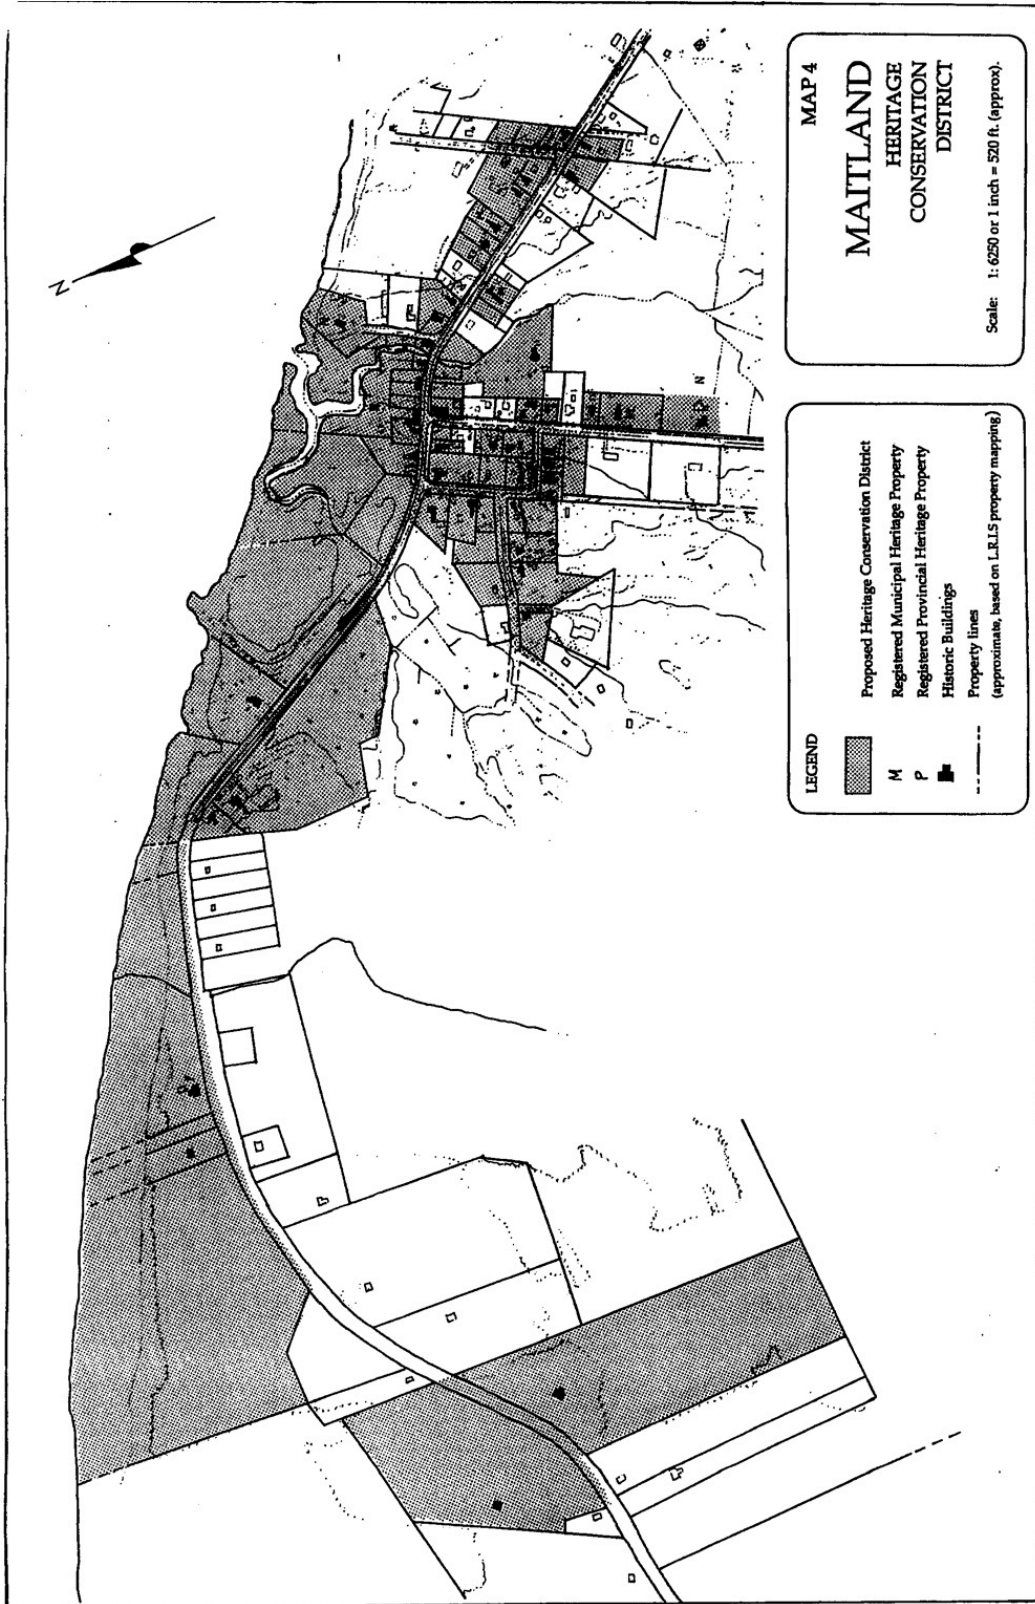 MAP 4
MAITLAND
HERITAGE
CONSERVATION
DISTRICT
Scale: 1: 6250 or 1 inch = 520 ft. (approx).
LEGEND
Proposed Heritage Conservation District
M Registered Municipal Heritage Property
P Registered Provincial Heritage Property
Historic Buildings
Property lines
(approximate, based on L.R.I.S property mapping)
N